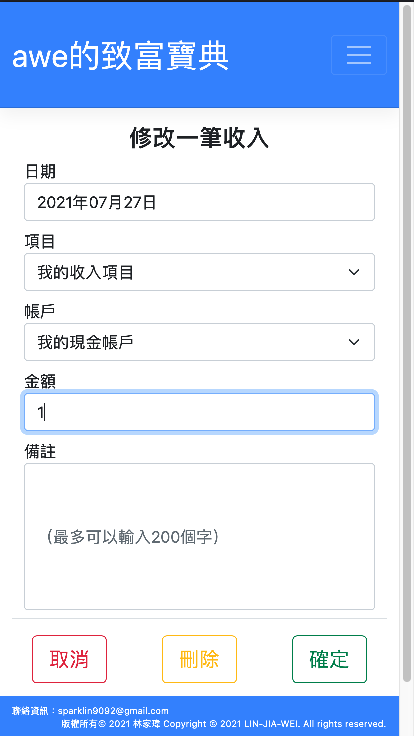 awe的致富寶典
修改一筆收入
日期
2021年07月27日
項目
我的收入項目
帳戶
我的現金帳戶
金額
1
備註
（最多可以輸入200個字）
取消
刪除
確定
聯絡資訊：sparklin9092@gmail.com
版權所有© 2021 林家瑋 Copyright © 2021 LIN-JIA-WEI. All rights reserved.